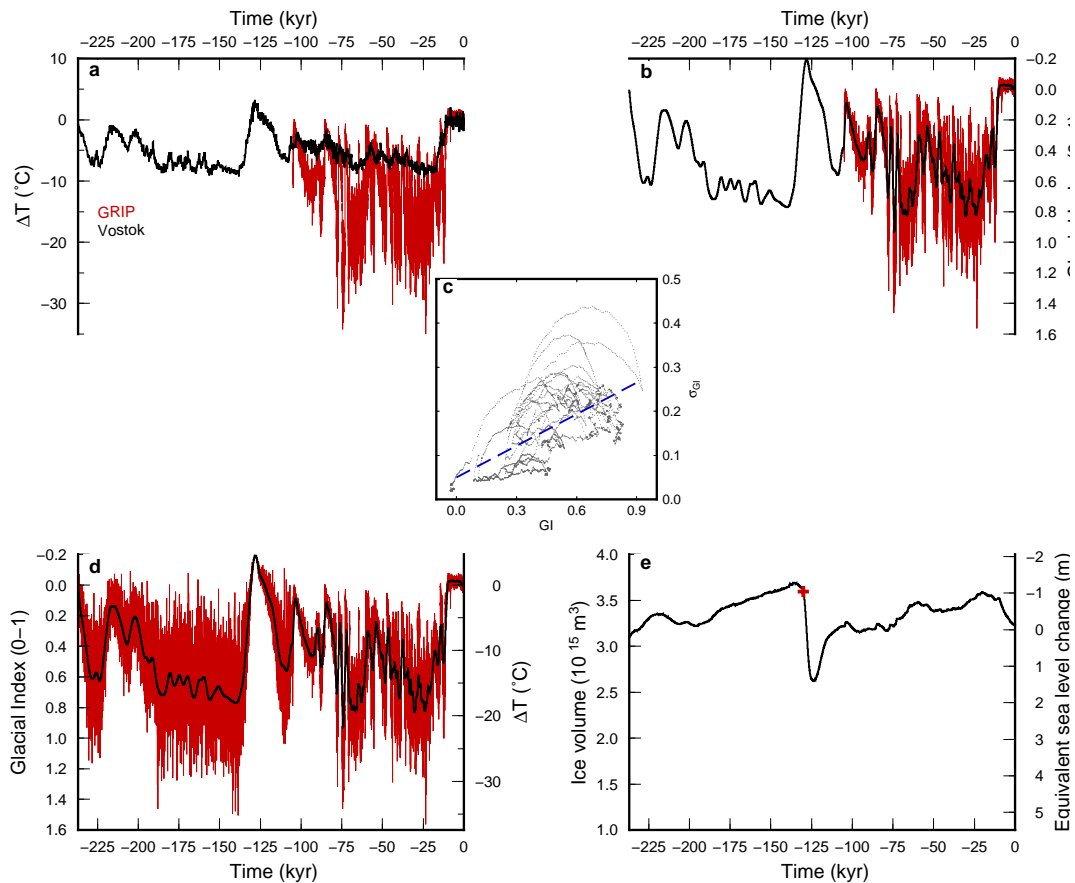 Time (kyr)
−225 −200 −175 −150 −125 −100 −75 −50 −25 0
a
10
0
−10
−20
−30
ΔT (˚C)
GRIP
Vostok
Time (kyr)
−225 −200 −175 −150 −125 −100 −75 −50 −25 0
b
−0.2
0.0
0.2
0.4
0.6
0.8
1.0
1.2
1.4
1.6
c
0.5
0.4
0.3
0.2
0.1
0.0
σGI
0.0 0.3 0.6 0.9
GI
d
−0.2
0.0
0.2
0.4
0.6
0.8
1.0
1.2
1.4
1.6
Glacial Index (0−1)
0
−10
−20
−30
ΔT (˚C)
−225 −200 −175 −150 −125 −100 −75 −50 −25 0
Time (kyr)
e
4.0
3.5
3.0
2.5
2.0
1.5
1.0
Ice volume (10 15 m3)
−2
−1
0
1
2
3
4
5
Equivalent sea level change (m)
−225 −200 −175 −150 −125 −100 −75 −50 −25 0
Time (kyr)